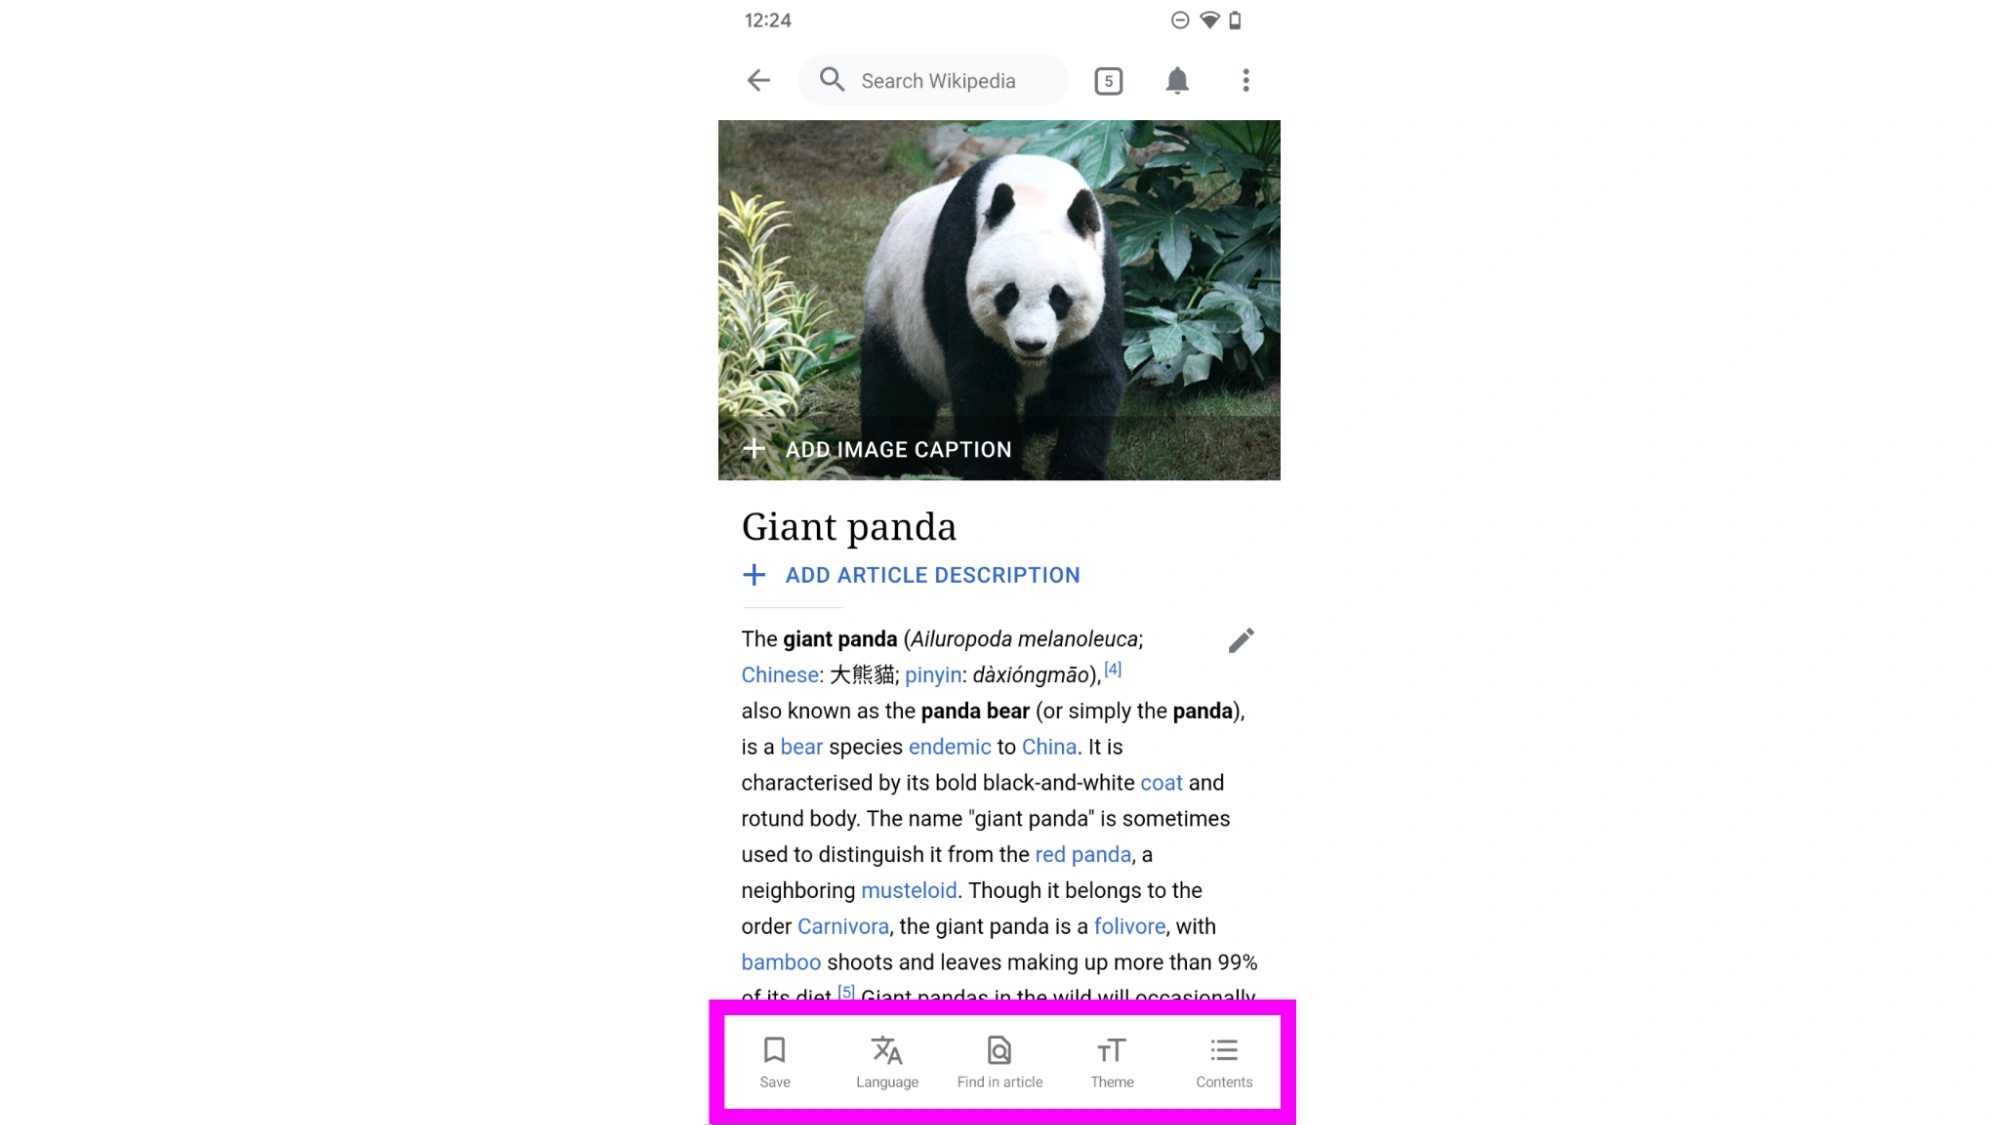 12:24
Search Wikipedia
5
ADD IMAGE CAPTION
Giant panda
ADD ARTICLE DESCRIPTION
The giant panda (Ailuropoda melanoleuca;
Chinese: 大熊貓; pinyin: dàxióngmāo),[4]
also known as the panda bear (or simply the panda),
is a bear species endemic to China. It is
characterised by its bold black-and-white coat and
rotund body. The name "giant panda" is sometimes
used to distinguish it from the red panda, a
neighboring musteloid. Though it belongs to the
order Carnivora, the giant panda is a folivore, with
bamboo shoots and leaves making up more than 99%
of its diet.[5] Giant pandas in the wild will occasionally
Save
Language
Find in article
Theme
Contents